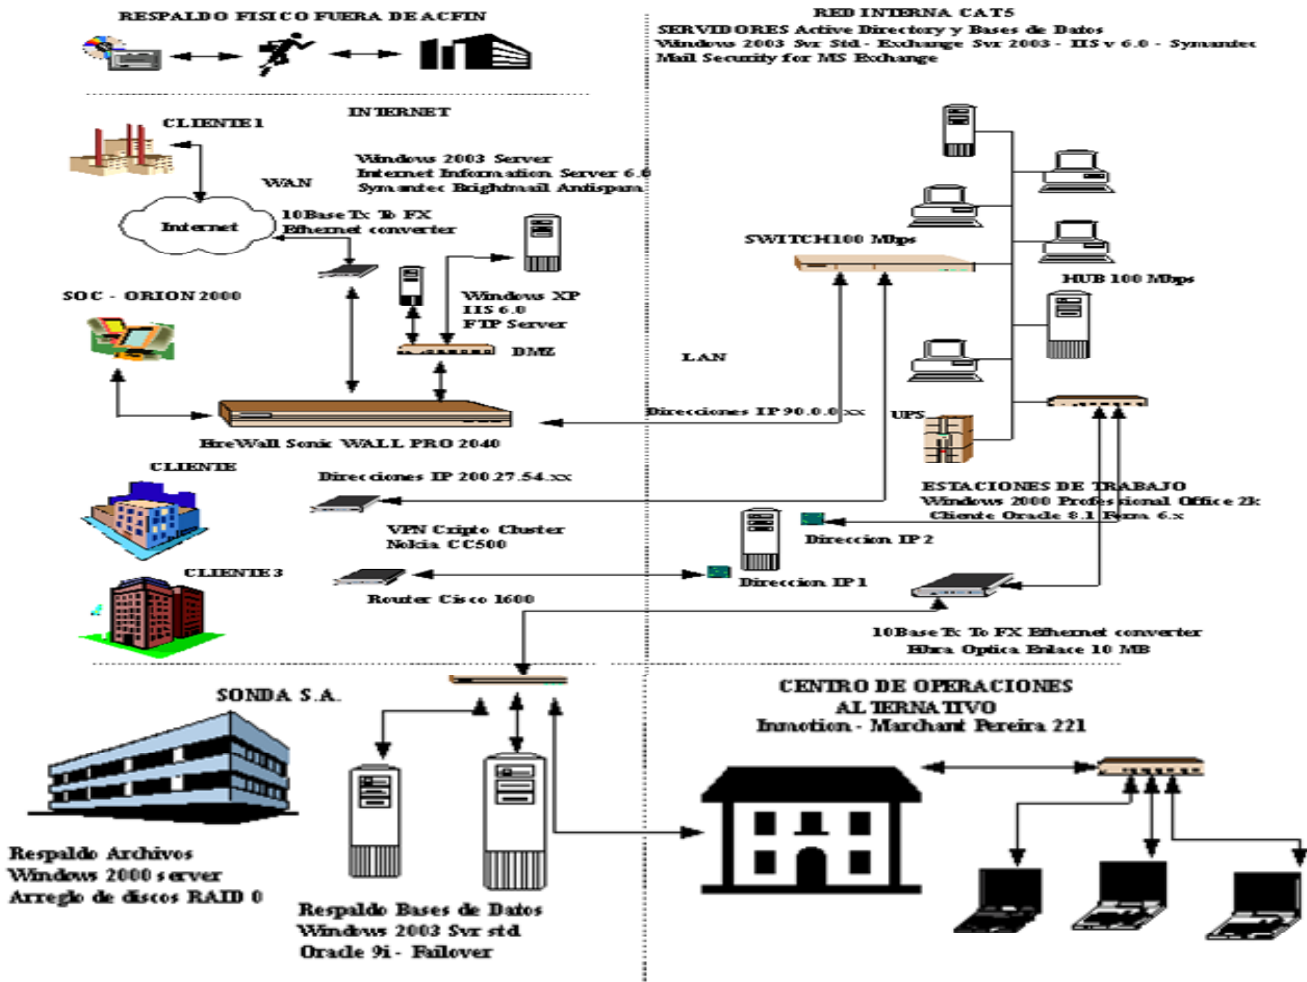 RESPALDO FISICO FUERA DE ACFIN
RED INTERNA CAT5
SERVIDORES Active Directory y Bases de Datos
Windows 2003 Svr Std - Exchange Svr 2003 - IIS v 6.0 - Symantec
Mail Security for MS Exchange
INTERNET
CLIENTE 1
Windows 2003 Server
Internet Information Server 6.0
Symantec Brightmail Antispam
WAN
Internet
10Base Tx To FX
Ethernet converter
SOC - ORION 2000
Windows XP
IIS 6.0
FTP Server
DMZ
FireWall Sonic WALL PRO 2040
SWITCH 100 Mbps
HUB 100 Mbps
LAN
Direcciones IP 90.0.0.xx
UPS
CLIENTE
Direcciones IP 200.27.54.xx
VPN Cripto Cluster
Nokia CC500
ESTACIONES DE TRABAJO
Windows 2000 Professional Office 2k
Cliente Oracle 8.1 Form 6.x
Direccion IP 2
CLIENTE 3
Router Cisco 1600
Direccion IP 1
10Base Tx To FX Ethernet converter
Fibra Optica Enlace 10 MB
SONDA S.A.
Respaldo Archivos
Windows 2000 server
Arreglo de discos RAID 0
Respaldo Bases de Datos
Windows 2003 Svr std
Oracle 9i - Failover
CENTRO DE OPERACIONES
ALTERNATIVO
Inmotion - Marchant Pereira 221